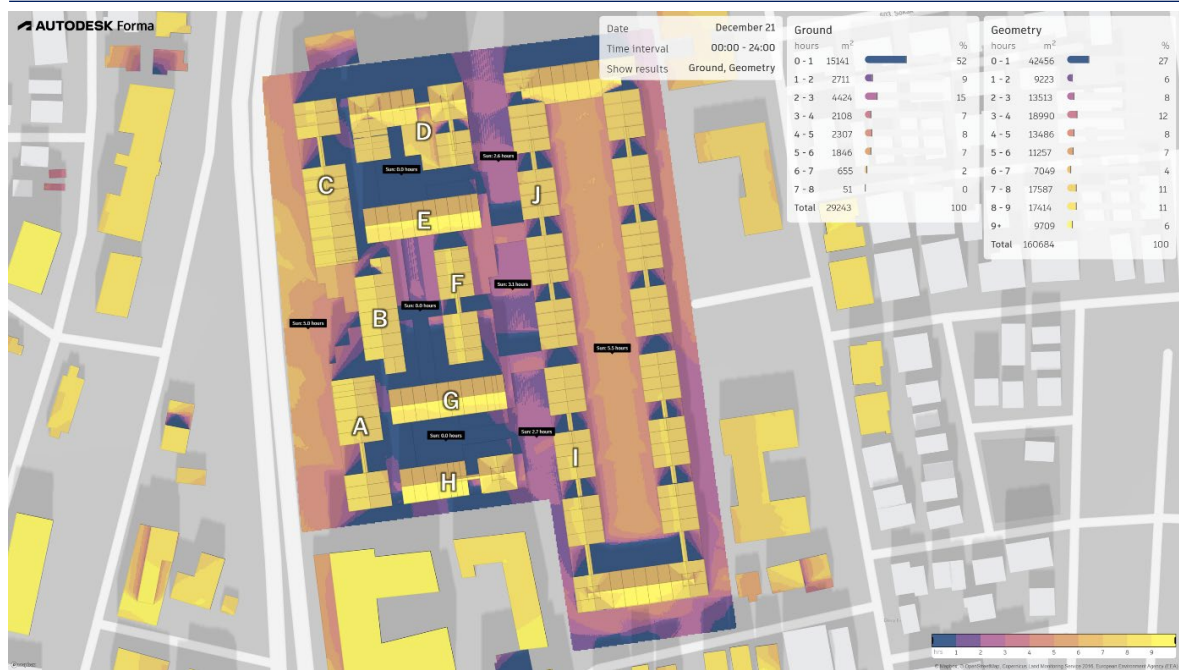 AUTODESK Forma
Date December 21
Time interval 00:00 - 24:00
Show results Ground, Geometry
Ground
hours m² %
0 - 1 15141 52
1 - 2 2711 9
2 - 3 4424 15
3 - 4 2108 7
4 - 5 2307 8
5 - 6 1846 7
6 - 7 655 2
7 - 8 51 0
Total 29243 100
Geometry
hours m² %
0 - 1 42456 27
1 - 2 9223 6
2 - 3 13513 8
3 - 4 18990 12
4 - 5 13486 8
5 - 6 11257 7
6 - 7 7049 4
7 - 8 17587 11
8 - 9 17414 11
9+ 9709 6
Total 160684 100
D
Sun: 2.6 hours
Sun: 0.0 hours
C
J
E
Sun: 3.1 hours
F
Sun: 0.0 hours
B
Sun: 5.0 hours
Sun: 5.5 hours
G
A
Sun: 0.0 hours
Sun: 2.7 hours
I
H
hrs 1 2 3 4 5 6 7 8 9